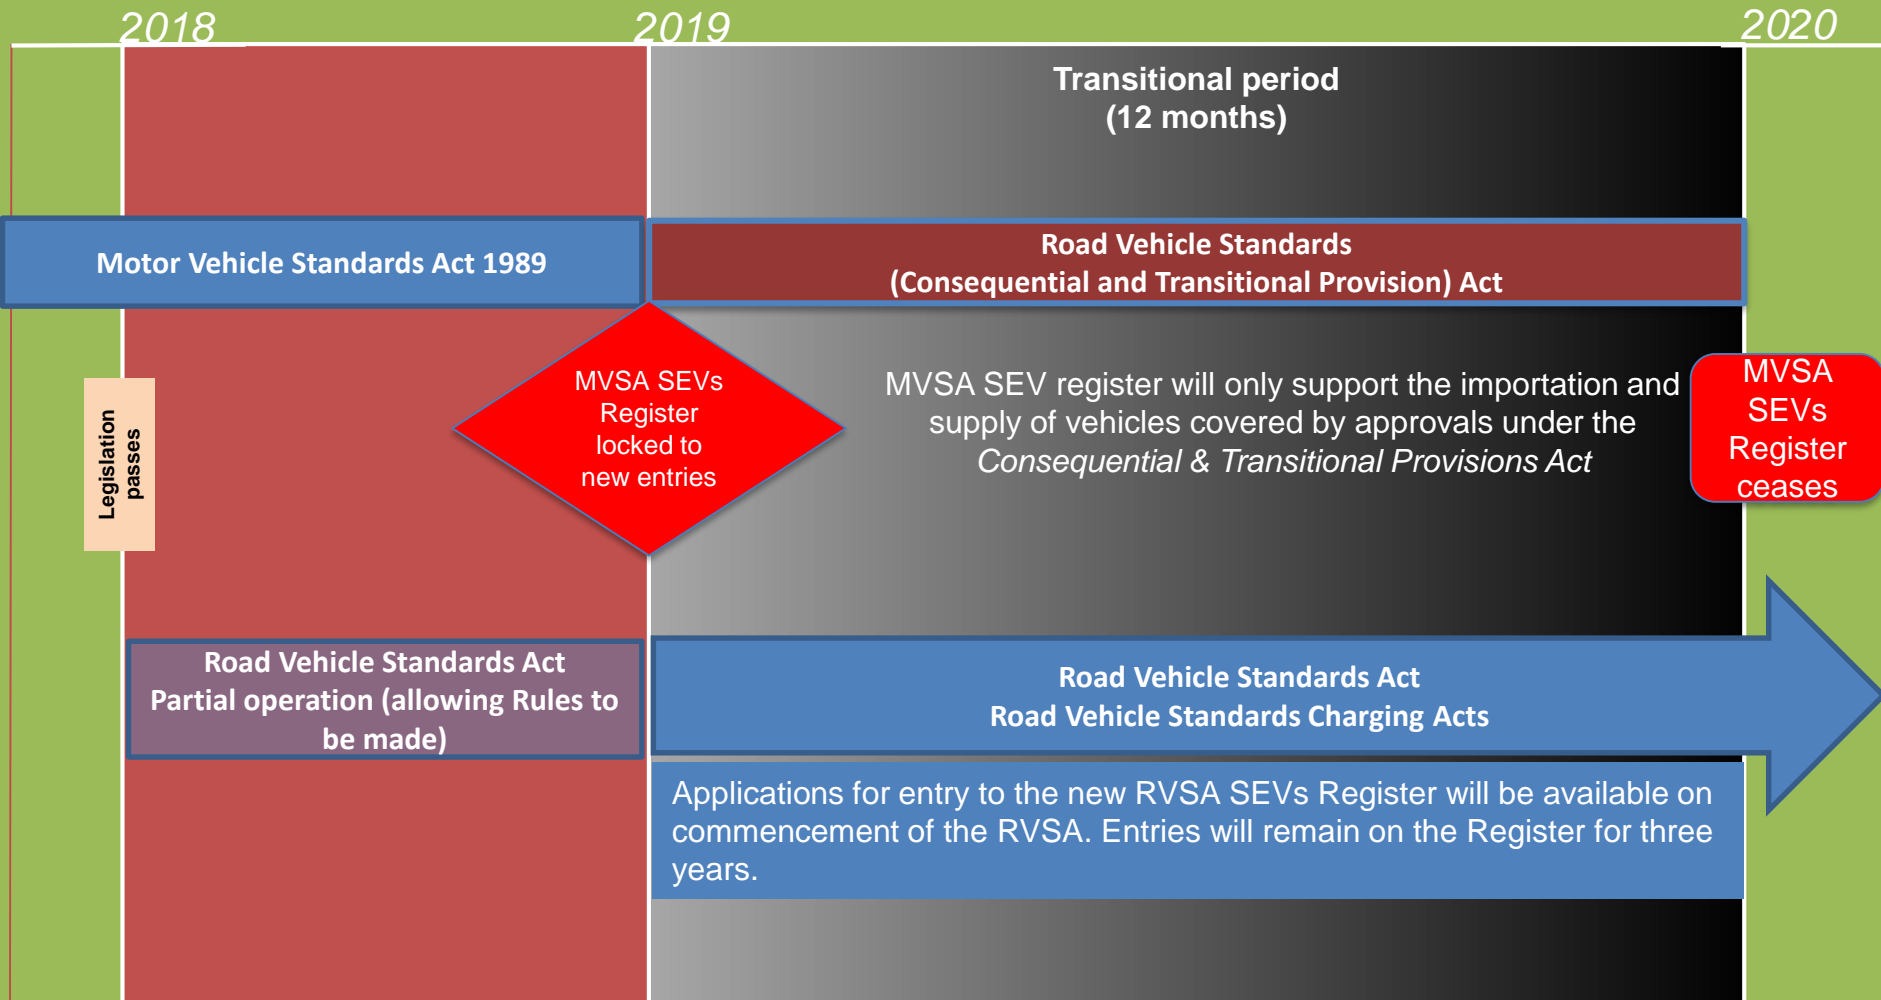 2018
2019
2020
Transitional period
(12 months)
Motor Vehicle Standards Act 1989
Road Vehicle Standards
(Consequential and Transitional Provision) Act
Legislation
passes
MVSA SEVs
Register
locked to
new entries
MVSA SEV register will only support the importation and
supply of vehicles covered by approvals under the
Consequential & Transitional Provisions Act
MVSA
SEVs
Register
ceases
Road Vehicle Standards Act
Partial operation (allowing Rules to
be made)
Road Vehicle Standards Act
Road Vehicle Standards Charging Acts
Applications for entry to the new RVSA SEVs Register will be available on
commencement of the RVSA. Entries will remain on the Register for three
years.